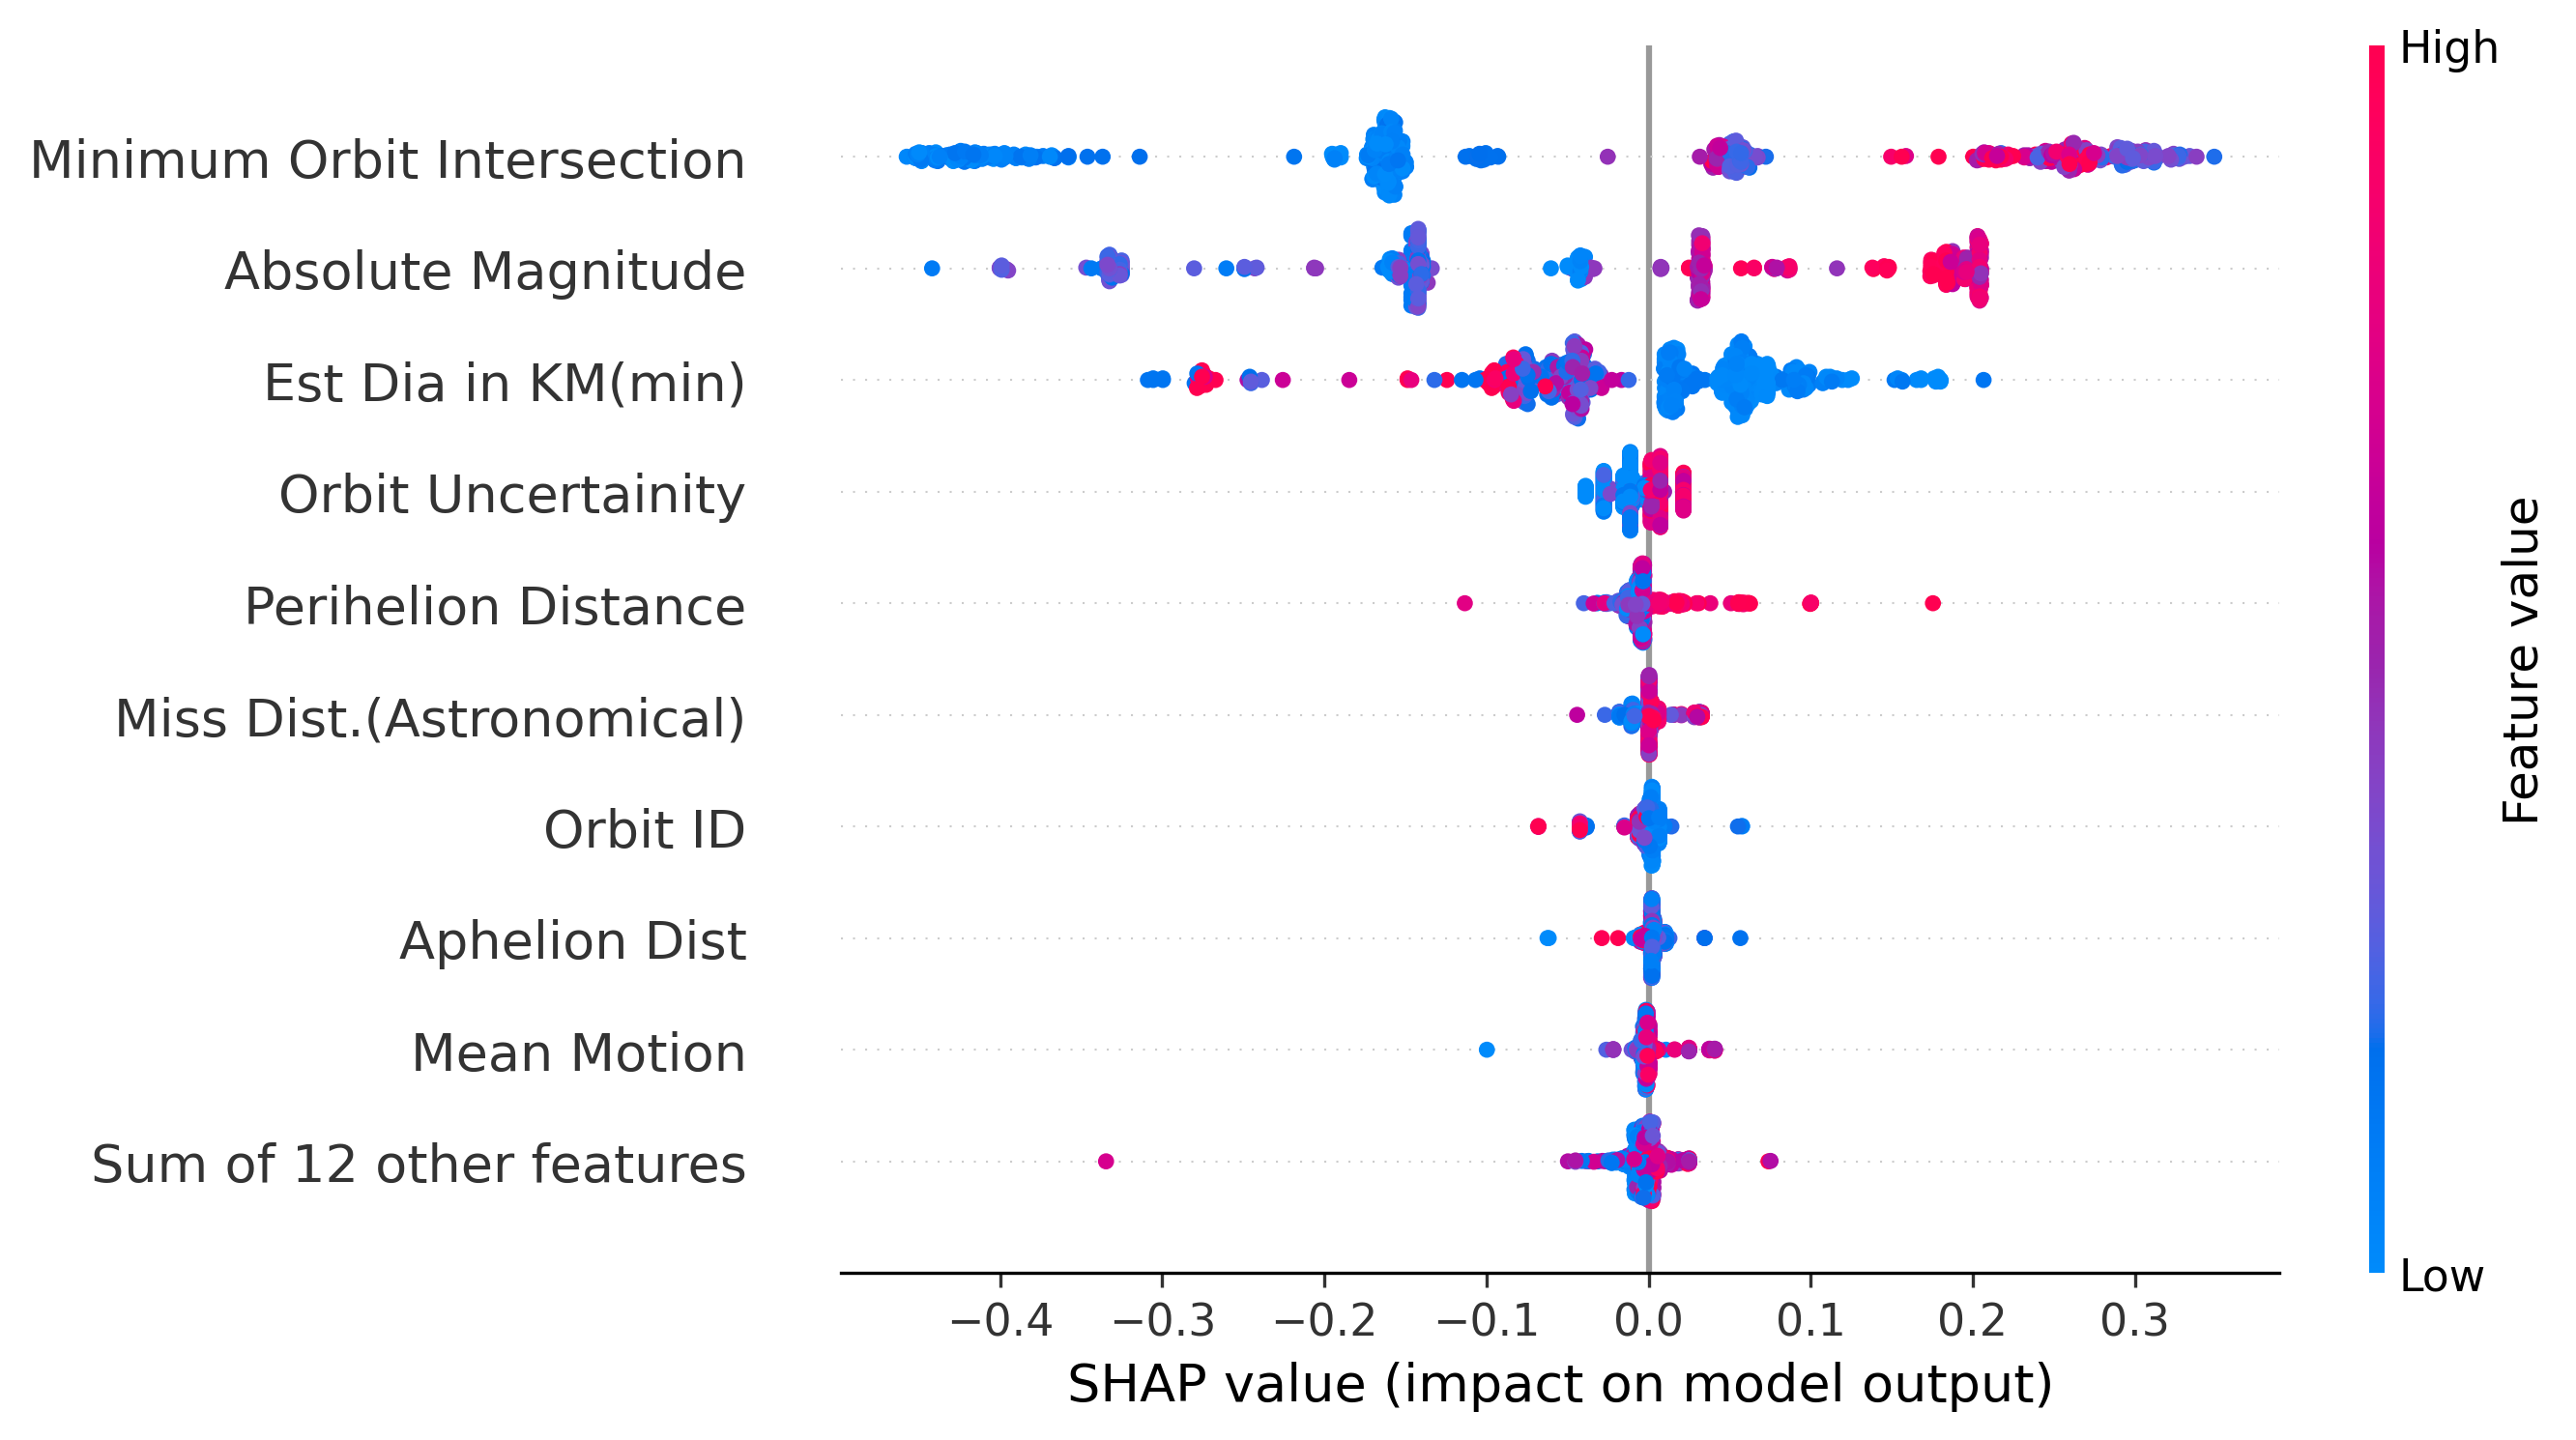 High
Minimum Orbit Intersection
Absolute Magnitude
Est Dia in KM(min)
Orbit Uncertainity
Perihelion Distance
Miss Dist.(Astronomical)
Orbit ID
Aphelion Dist
Mean Motion
Sum of 12 other features
Feature value
Low
−0.4 −0.3 −0.2 −0.1 0.0 0.1 0.2 0.3
SHAP value (impact on model output)